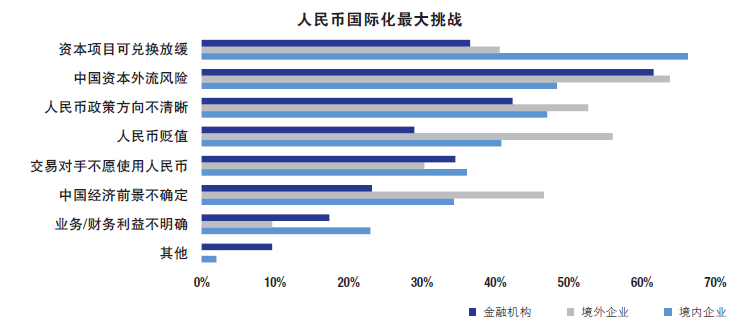 人民币国际化最大挑战
资本项目可兑换放缓
中国资本外流风险
人民币政策方向不清晰
人民币贬值
交易对手不愿使用人民币
中国经济前景不确定
业务/财务利益不明确
其他
0% 10% 20% 30% 40% 50% 60% 70%
金融机构 境外企业 境内企业